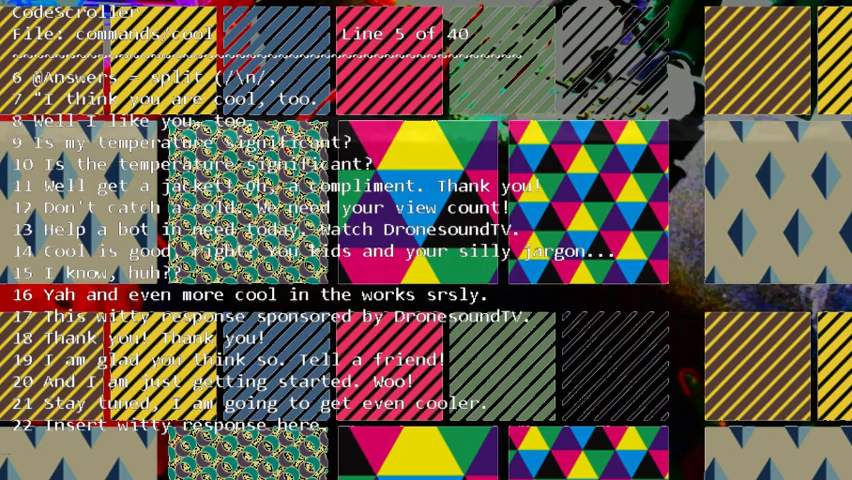 CodeScroller
File: commands/cool Line 5 of 40
6 @Answers = split (/\n/,
7 "I think you are cool, too.
8 Well I like you, too.
9 Is my temperature significant?
10 Is the temperature significant?
11 Well get a jacket! Oh, a compliment. Thank you!
12 Don't catch a cold. We need your view count!
13 Help a bot in need today, Watch DronesoundTV.
14 Cool is good, right? You kids and your silly jargon...
15 I know, huh??
16 Yah and even more cool in the works srsly.
17 This witty response sponsored by DronesoundTV.
18 Thank you! Thank you!
19 I am glad you think so. Tell a friend!
20 And I am just getting started. Woo!
21 Stay tuned, I am going to get even cooler.
22 Insert witty response here.